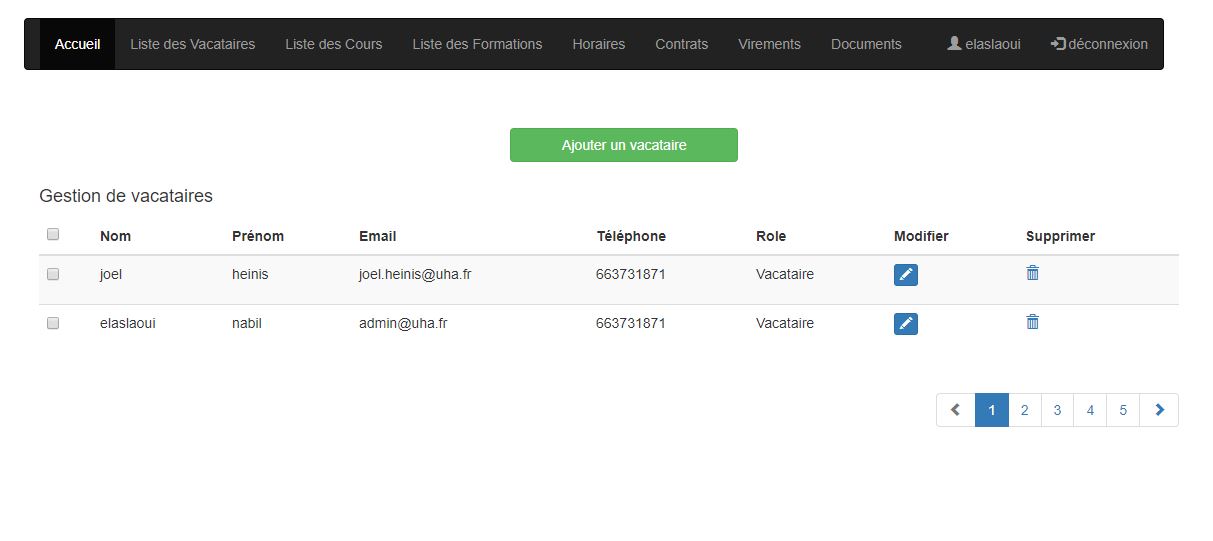 Accueil Liste des Vacataires Liste des Cours Liste des Formations Horaires Contrats Virements Documents elaslaoui déconnexion
Ajouter un vacataire
Gestion de vacataires
Nom Prénom Email Téléphone Role Modifier Supprimer
joel heinis joel.heinis@uha.fr 663731871 Vacataire
elaslaoui nabil admin@uha.fr 663731871 Vacataire
1 2 3 4 5